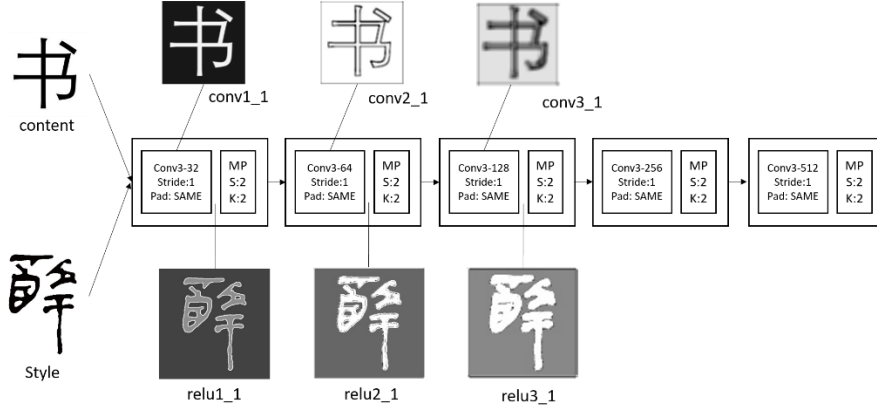 书
content
conv1_1
conv2_1
conv3_1
Conv3-32
Stride:1
Pad: SAME
MP
S:2
K:2
Conv3-64
Stride:1
Pad: SAME
MP
S:2
K:2
Conv3-128
Stride:1
Pad: SAME
MP
S:2
K:2
Conv3-256
Stride:1
Pad: SAME
MP
S:2
K:2
Conv3-512
Stride:1
Pad: SAME
MP
S:2
K:2
Style
relu1_1
relu2_1
relu3_1
书
书
书